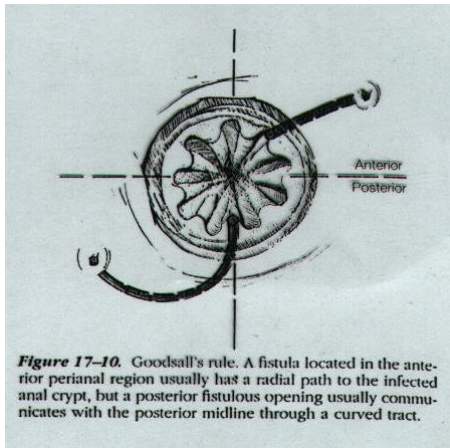 Anterior
Posterior
Figure 17–10. Goodsall's rule. A fistula located in the ante-
rior perianal region usually has a radial path to the infected
anal crypt, but a posterior fistulous opening usually commu-
nicates with the posterior midline through a curved tract.